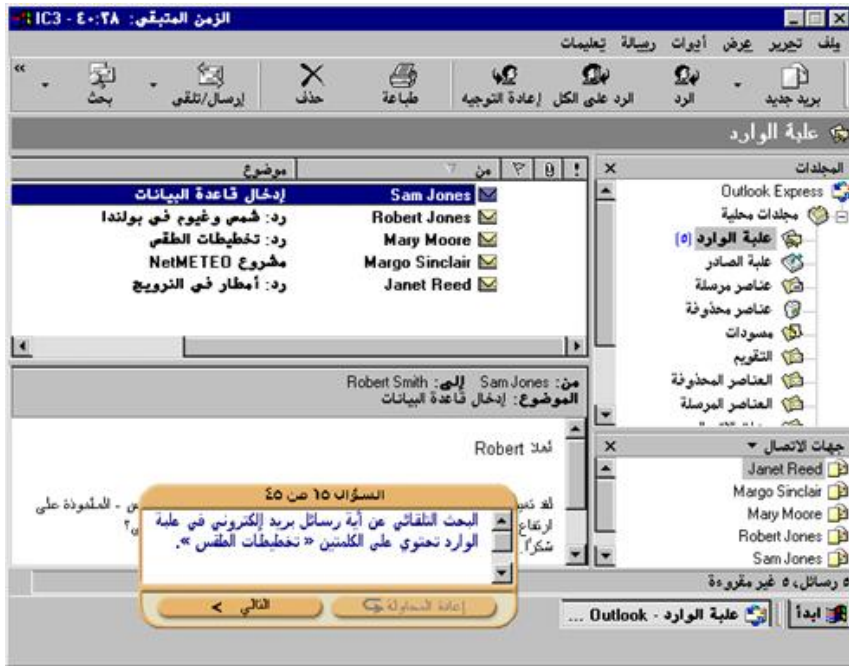 الزمن المتبقي: ٤٠:٣٨ - IC3
ملف تحرير عرض أدوات رسالة تعليمات
بريد جديد الرد الرد على الكل إعادة التوجيه طباعة حذف إرسال/تلقي بحث »
علبة الوارد
المجلدات ×
Outlook Express
مجلدات محلية
علبة الوارد (٥)
علبة الصادر
عناصر مرسلة
عناصر محذوفة
مسودات
التقويم
العناصر المحذوفة
العناصر المرسلة
جهات الاتصال ×
Janet Reed
Margo Sinclair
Mary Moore
Robert Jones
Sam Jones
! من موضوع
Sam Jones إدخال قاعدة البيانات
Robert Jones رد: شمس وغيوم في بولندا
Mary Moore رد: تخطيطات الطقس
Margo Sinclair مشروع NetMETEO
Janet Reed رد: أمطار في النرويج
من: Sam Jones إلى: Robert Smith
الموضوع: إدخال قاعدة البيانات
أهلا Robert
لقد
س - المأخوذة على
ارتفاع
ي؟
شكراً
السؤال ١٥ من ٤٥
البحث التلقائي عن أية رسائل بريد إلكتروني في علبة
الوارد تحتوي على الكلمتين « تخطيطات الطقس ».
إعادة المحاولة التالي >
٥ رسائل، ٥ غير مقروءة
ابدأ علبة الوارد - Outlook ...